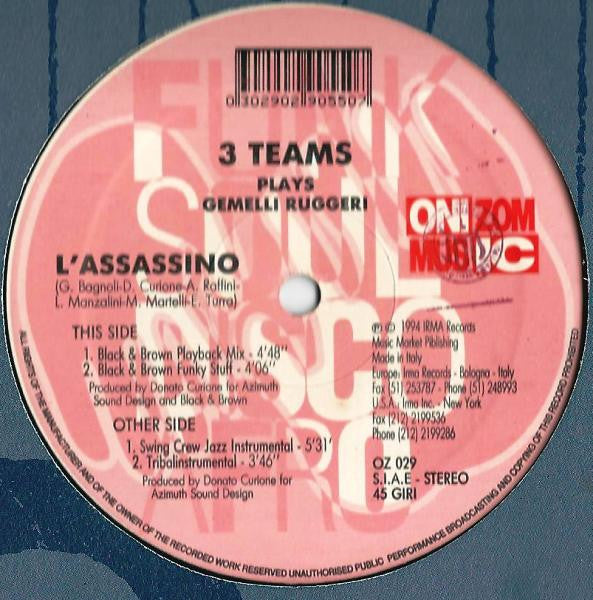 FUNK
SOUL
DISCO
AFRO
0 302902 905507
3 TEAMS
PLAYS
GEMELLI RUGGERI
ONIZOM
MUSIC
L'ASSASSINO
(G. Bagnoli-D. Curlone-A. Raffini-
L. Manzalini-M. Martelli-E. Turra)
THIS SIDE
1. Black & Brown Playback Mix - 4'48"
2. Black & Brown Funky Stuff - 4'06"
Produced by Donato Curlone for Azimuth
Sound Design and Black & Brown
OTHER SIDE
1. Swing Crew Jazz Instrumental - 5'31'
2. Tribalinstrumental - 3'46"
Produced by Donato Curlone for
Azimuth Sound Design
℗ © 1994 IRMA Records
Music Market Piblishing
Made in Italy
Europe: Irma Records - Bologna - Italy
Fax (51) 253787 - Phone (51) 248993
U.S.A.: Irma Inc. - New York
Fax (212) 2199536
Phone (212) 2199286
OZ 029
S.I.A.E - STEREO
45 GIRI
ALL RIGHTS OF THE MANUFACTURER AND OF THE OWNER OF THE RECORDED WORK RESERVED UNAUTHORISED PUBLIC PERFORMANCE BROADCASTING AND COPYING OF THIS RECORD PROHIBITED